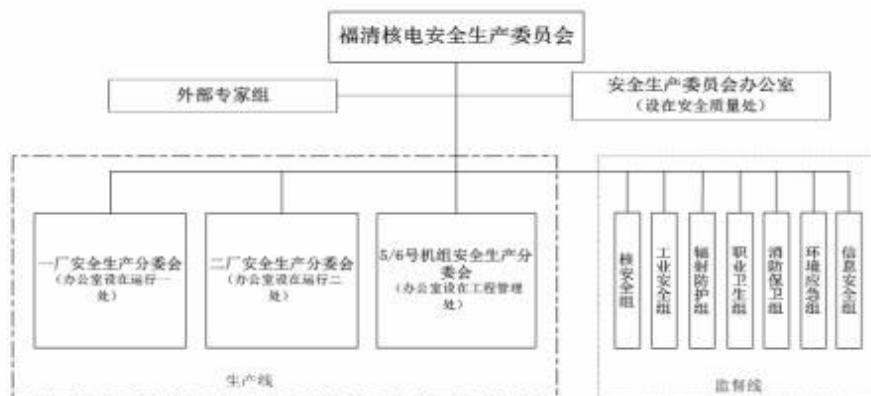 福清核电安全生产委员会
外部专家组
安全生产委员会办公室
（设在安全质量处）
一厂安全生产分委会
（办公室设在运行一
处）
二厂安全生产分委会
（办公室设在运行二
处）
5/6号机组安全生产分
委会
（办公室设在工程管理
处）
核安全组
工业安全组
辐射防护组
职业卫生组
消防保卫组
环境应急组
信息安全组
生产线
监督线